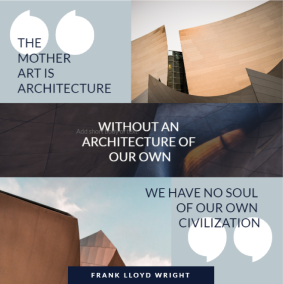 THE
MOTHER
ART IS
ARCHITECTURE
WITHOUT AN
ARCHITECTURE OF
OUR OWN
WE HAVE NO SOUL
OF OUR OWN
CIVILIZATION
FRANK LLOYD WRIGHT